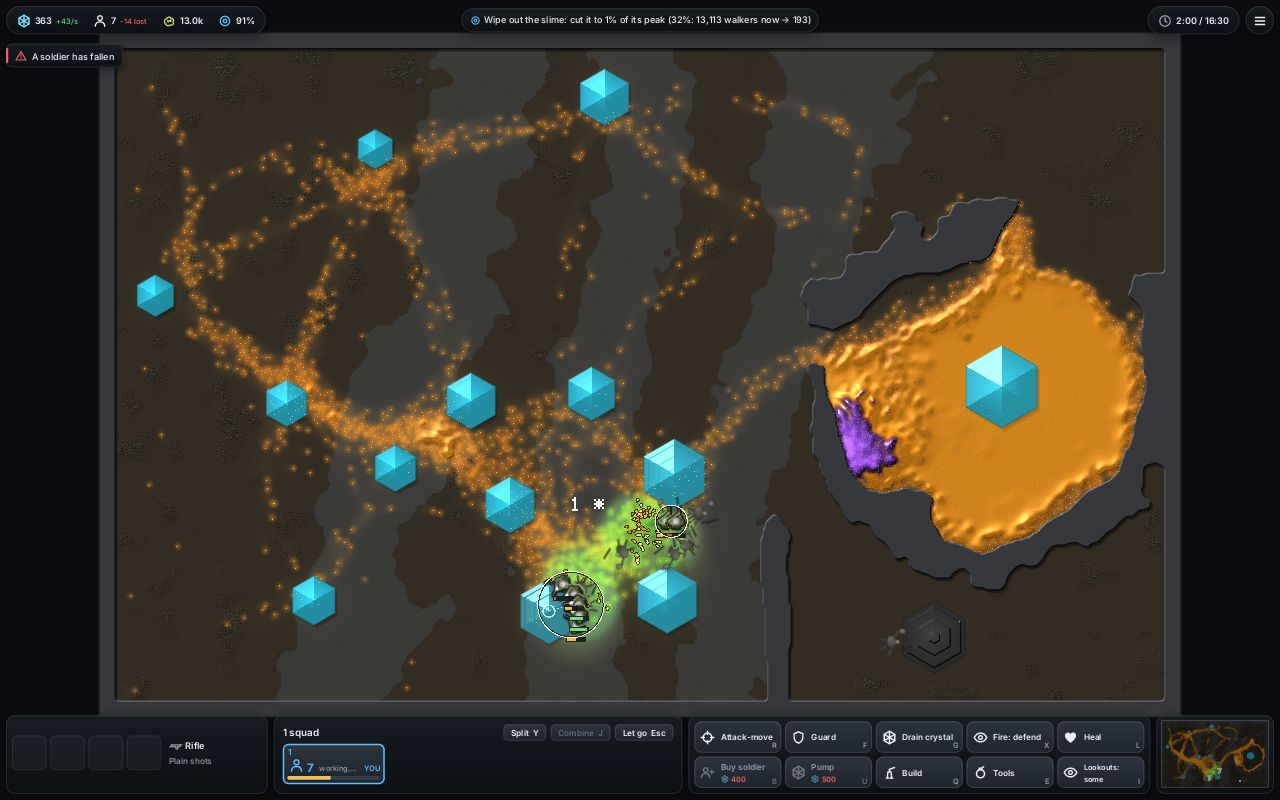 363 +43/s 7 -14 lost 13.0k 91%
Wipe out the slime: cut it to 1% of its peak (32%: 13,113 walkers now → 193)
2:00 / 16:30
A soldier has fallen
1
Rifle
Plain shots
1 squad
Split Y
Combine J
Let go Esc
1
7 working,... YOU
Attack-move R
Guard F
Drain crystal G
Fire: defend X
Heal L
Buy soldier 400 B
Pump 500 U
Build Q
Tools E
Lookouts: some I